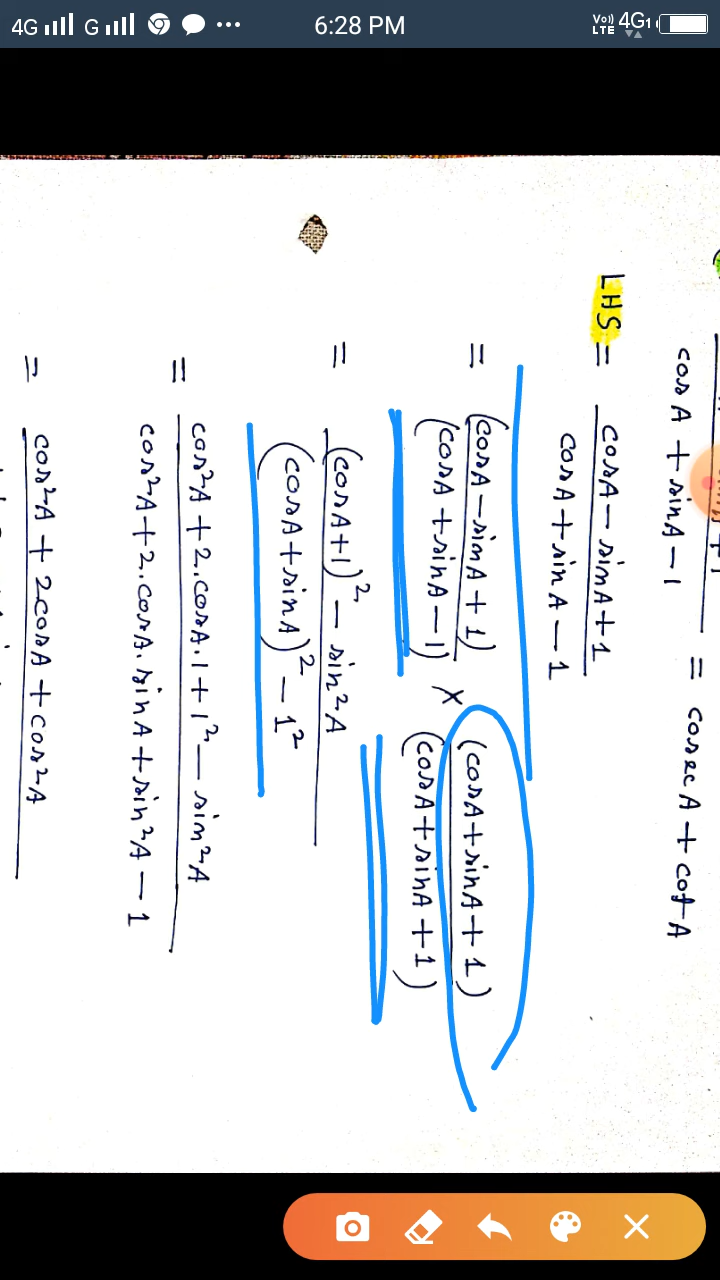 4G G ... 6:28 PM Vo)) LTE 4G1
cosA + sinA - 1 = cosecA + cotA
LHS = cosA - sinA + 1
cosA + sinA - 1
= (cosA - sinA + 1) × (cosA + sinA + 1)
(cosA + sinA - 1) (cosA + sinA + 1)
= (cosA + 1)² - sin²A
(cosA + sinA)² - 1²
= cos²A + 2.cosA.1 + 1² - sin²A
cos²A + 2.cosA.sinA + sin²A - 1
= cos²A + 2cosA + cos²A